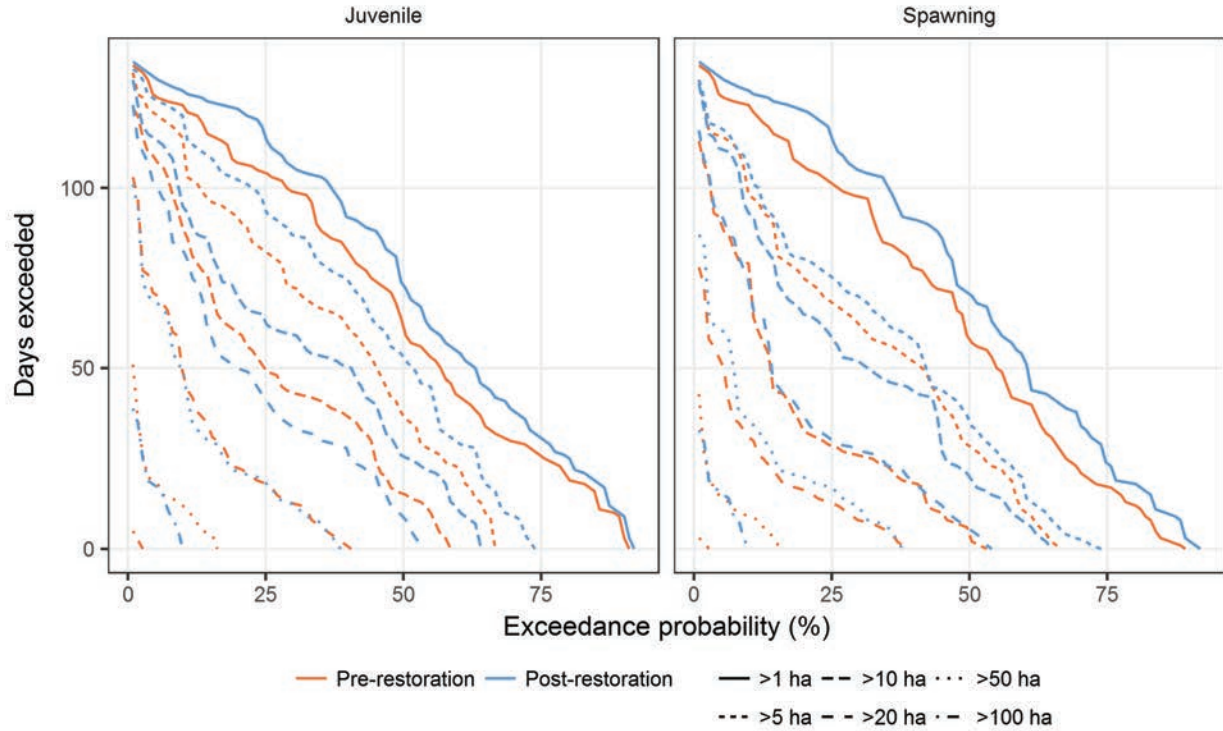 Juvenile
Spawning
Days exceeded
100
50
0
0
25
50
75
0
25
50
75
Exceedance probability (%)
Pre-restoration
Post-restoration
>1 ha
>10 ha
>50 ha
>5 ha
>20 ha
>100 ha